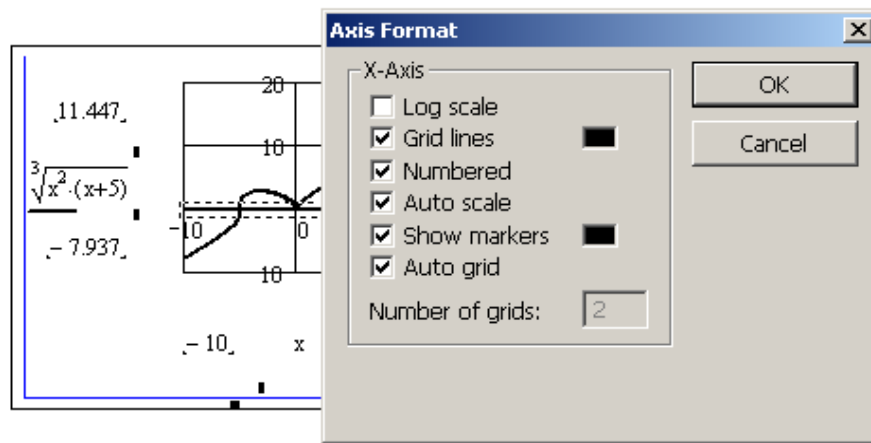 Axis Format
X-Axis
Log scale
Grid lines
Numbered
Auto scale
Show markers
Auto grid
Number of grids: 2
OK
Cancel
11.447
∛x²·(x+5)
− 7.937
20
10
−10 0
10
− 10 x